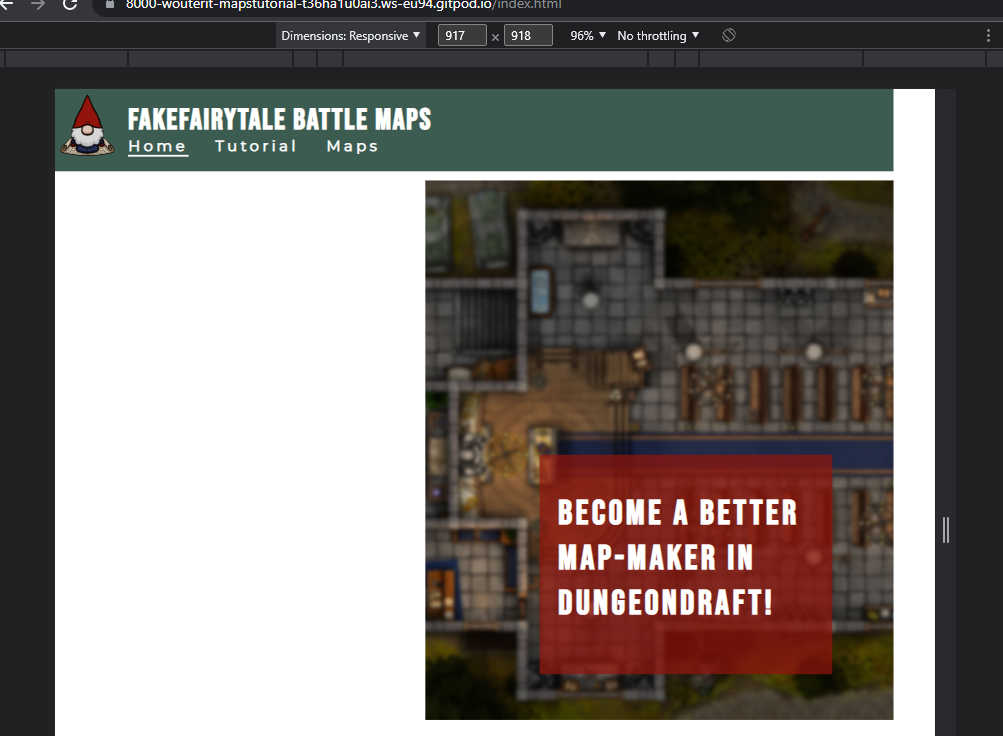 8000-wouterit-mapstutorial-t36ha1u0ai3.ws-eu94.gitpod.io/index.html
Dimensions: Responsive 917 × 918 96% No throttling
FAKEFAIRYTALE BATTLE MAPS
Home Tutorial Maps
BECOME A BETTER
MAP-MAKER IN
DUNGEONDRAFT!